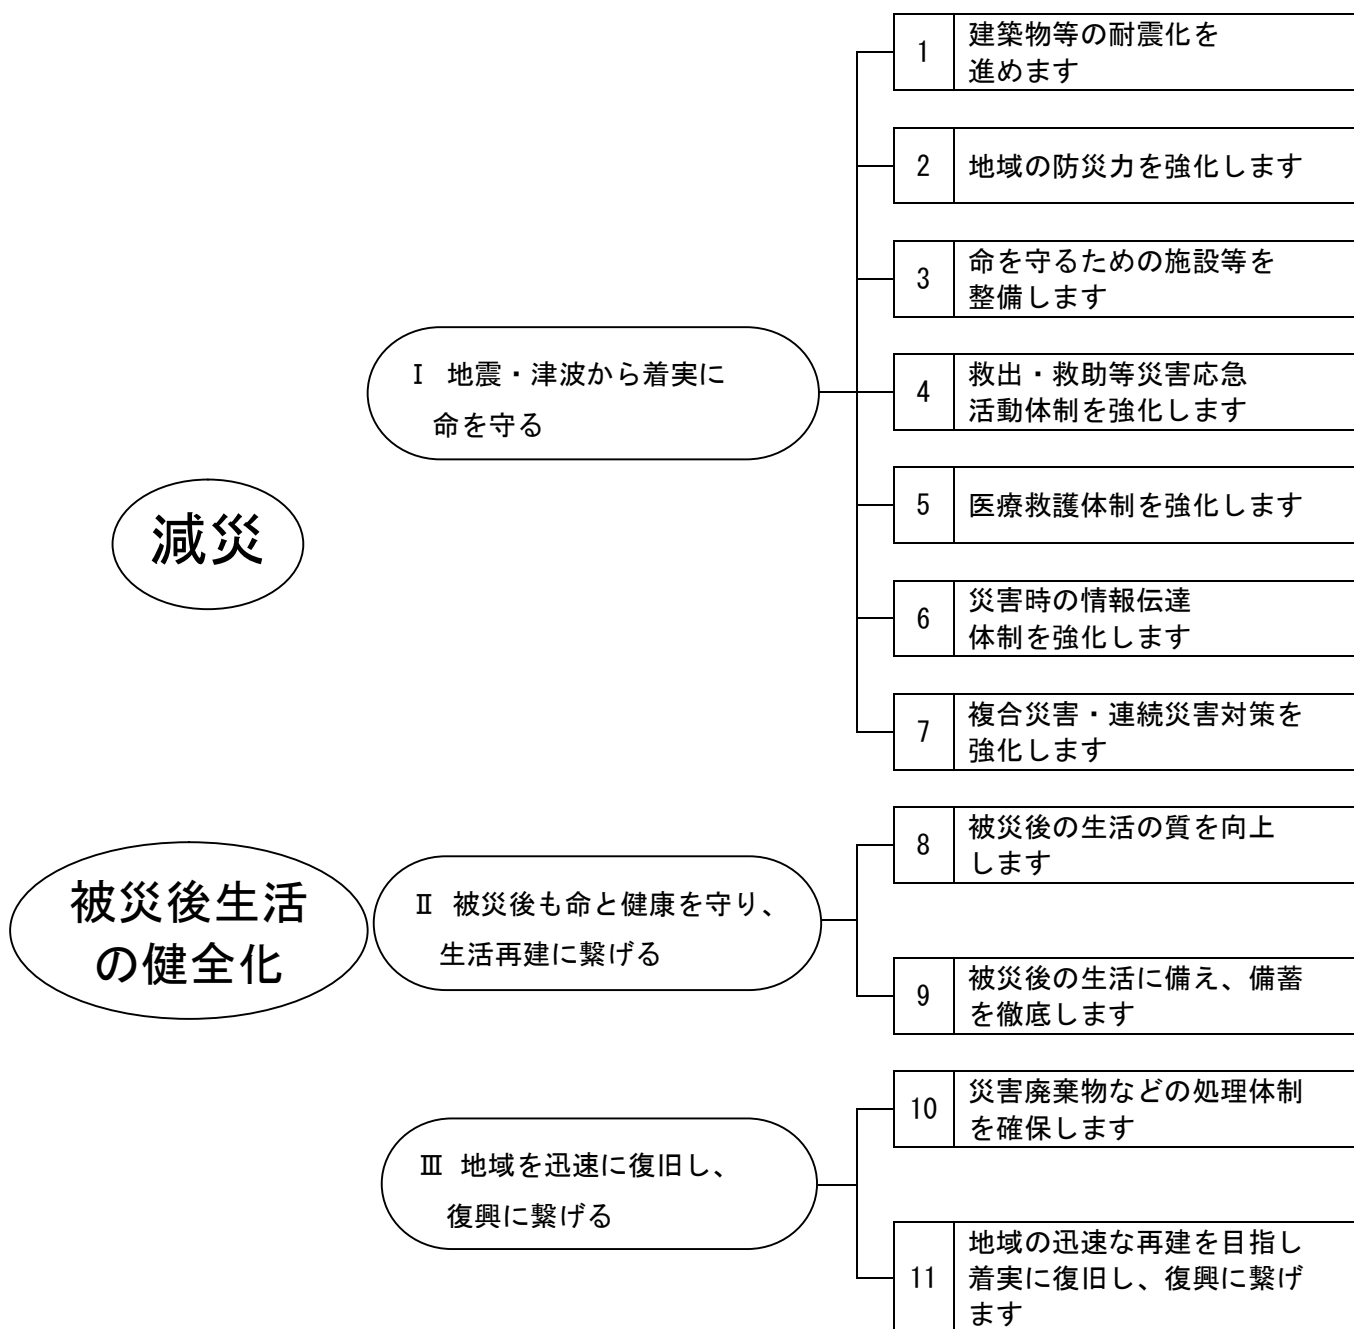 減災
Ⅰ 地震・津波から着実に
命を守る
1 建築物等の耐震化を
進めます
2 地域の防災力を強化します
3 命を守るための施設等を
整備します
4 救出・救助等災害応急
活動体制を強化します
5 医療救護体制を強化します
6 災害時の情報伝達
体制を強化します
7 複合災害・連続災害対策を
強化します
被災後生活
の健全化
Ⅱ 被災後も命と健康を守り、
生活再建に繋げる
8 被災後の生活の質を向上
します
9 被災後の生活に備え、備蓄
を徹底します
Ⅲ 地域を迅速に復旧し、
復興に繋げる
10 災害廃棄物などの処理体制
を確保します
11 地域の迅速な再建を目指し
着実に復旧し、復興に繋げ
ます